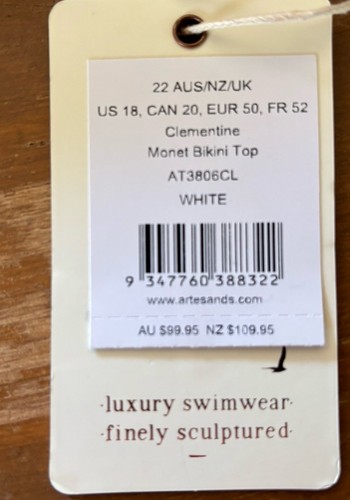 22 AUS/NZ/UK
US 18, CAN 20, EUR 50, FR 52
Clementine
Monet Bikini Top
AT3806CL
WHITE
9 347760 388322
www.artesands.com
AU $99.95 NZ $109.95
·luxury swimwear·
·finely sculptured·